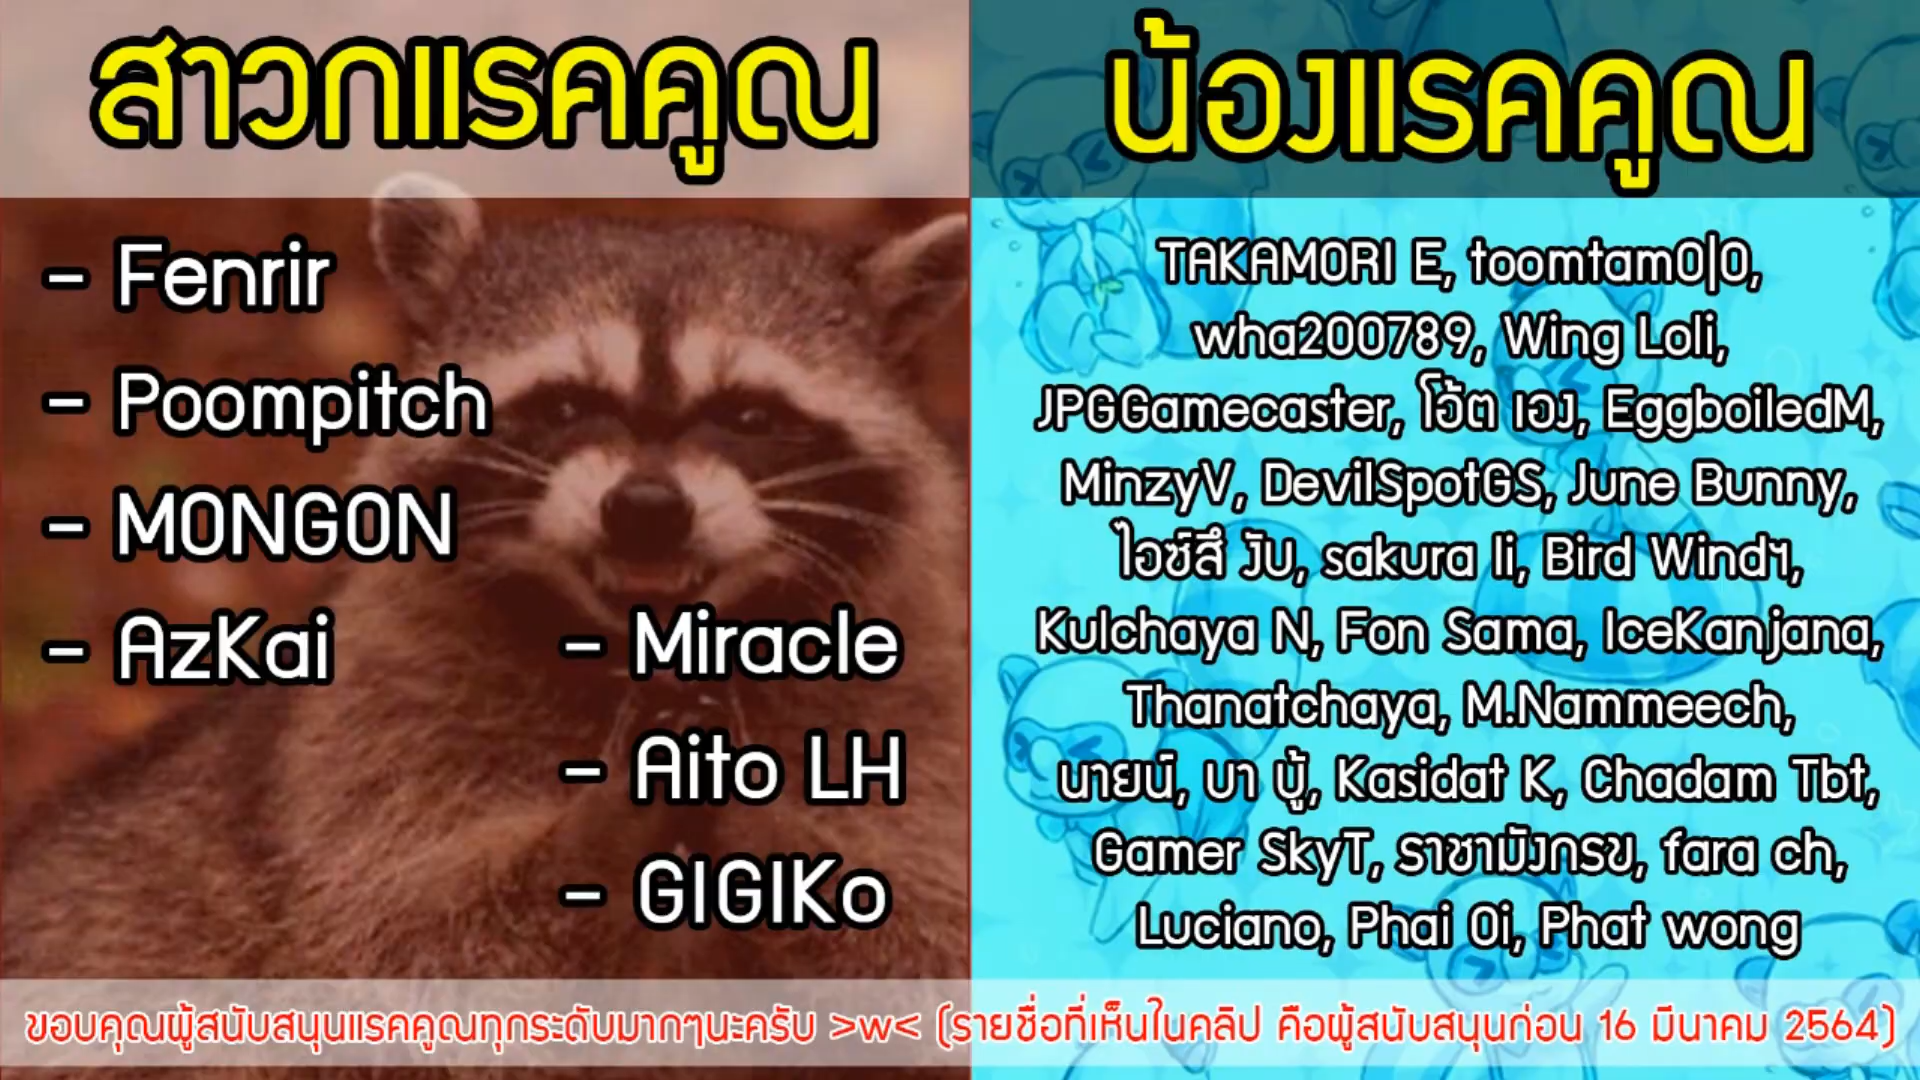 สาวกแรคคูณ
- Fenrir
- Poompitch
- MONGON
- AzKai
- Miracle
- Aito LH
- GIGIKo
น้องแรคคูณ
TAKAMORI E, toomtam0|0,
wha200789, Wing Loli,
JPGGamecaster, โอ้ต เอง, EggboiledM,
MinzyV, DevilSpotGS, June Bunny,
ไอซ์สึ งับ, sakura li, Bird Windฯ,
Kulchaya N, Fon Sama, IceKanjana,
Thanatchaya, M.Nammeech,
นายน์, บา บู้, Kasidat K, Chadam Tbt,
Gamer SkyT, ราชามังกรข, fara ch,
Luciano, Phai Oi, Phat wong
ขอบคุณผู้สนับสนุนแรคคูณทุกระดับมากๆนะครับ >w< (รายชื่อที่เห็นในคลิป คือผู้สนับสนุนก่อน 16 มีนาคม 2564)